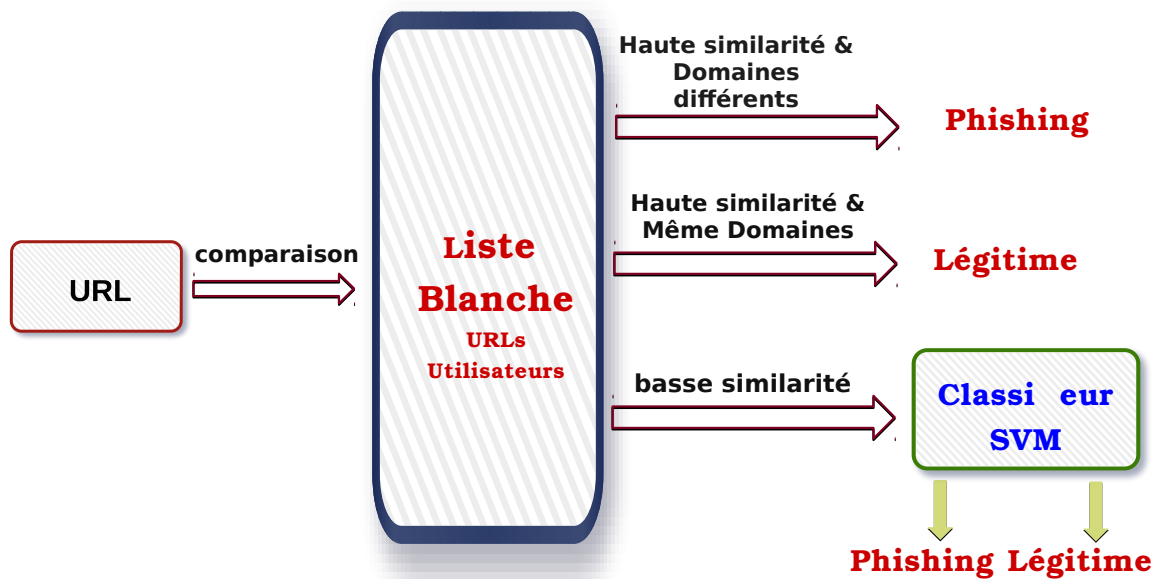 URL
comparaison
Liste
Blanche
URLs
Utilisateurs
Haute similarité &
Domaines
différents
Phishing
Haute similarité &
Même Domaines
Légitime
basse similarité
Classi eur
SVM
Phishing Légitime